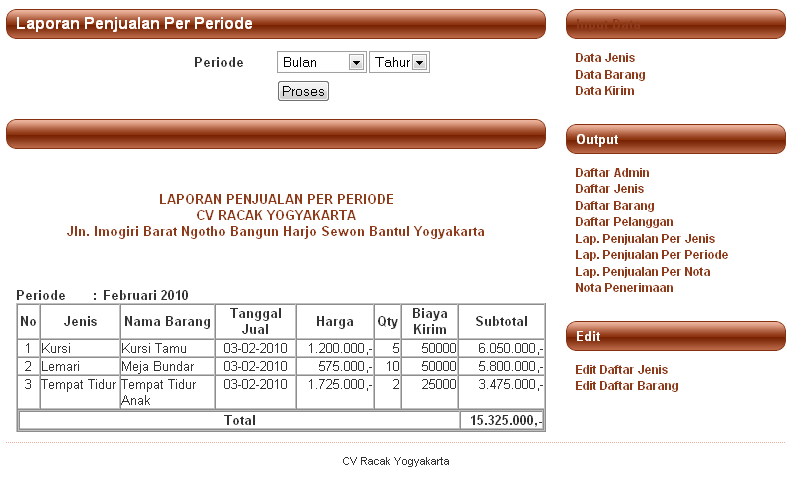 Laporan Penjualan Per Periode
Periode Bulan Tahun
Proses
LAPORAN PENJUALAN PER PERIODE
CV RACAK YOGYAKARTA
Jln. Imogiri Barat Ngotho Bangun Harjo Sewon Bantul Yogyakarta
Periode : Februari 2010
No Jenis Nama Barang Tanggal Jual Harga Qty Biaya Kirim Subtotal
1 Kursi Kursi Tamu 03-02-2010 1.200.000,- 5 50000 6.050.000,-
2 Lemari Meja Bundar 03-02-2010 575.000,- 10 50000 5.800.000,-
3 Tempat Tidur Tempat Tidur Anak 03-02-2010 1.725.000,- 2 25000 3.475.000,-
Total 15.325.000,-
Input Data
Data Jenis
Data Barang
Data Kirim
Output
Daftar Admin
Daftar Jenis
Daftar Barang
Daftar Pelanggan
Lap. Penjualan Per Jenis
Lap. Penjualan Per Periode
Lap. Penjualan Per Nota
Nota Penerimaan
Edit
Edit Daftar Jenis
Edit Daftar Barang
CV Racak Yogyakarta